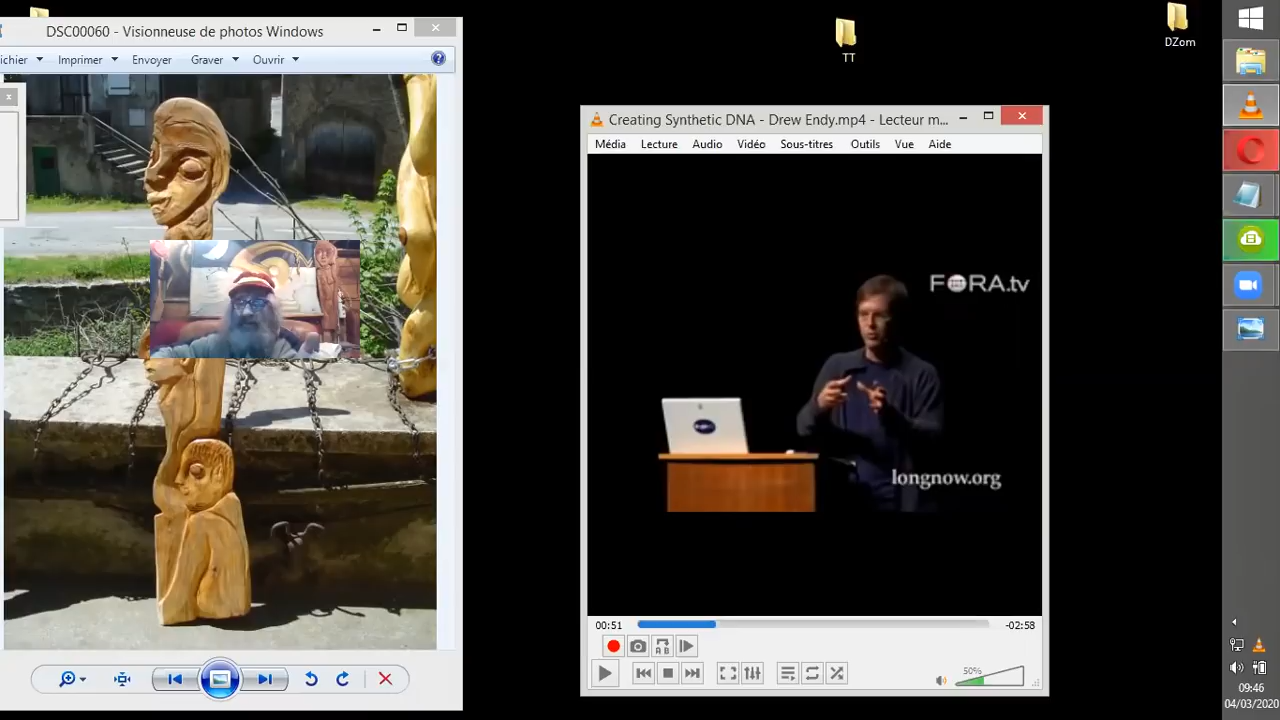 DSC00060 - Visionneuse de photos Windows
chier
Imprimer
Envoyer
Graver
Ouvrir
TT
DZom
Creating Synthetic DNA - Drew Endy.mp4 - Lecteur m...
Média
Lecture
Audio
Vidéo
Sous-titres
Outils
Vue
Aide
FORA.tv
longnow.org
00:51
-02:58
A B
50%
09:46
04/03/2020